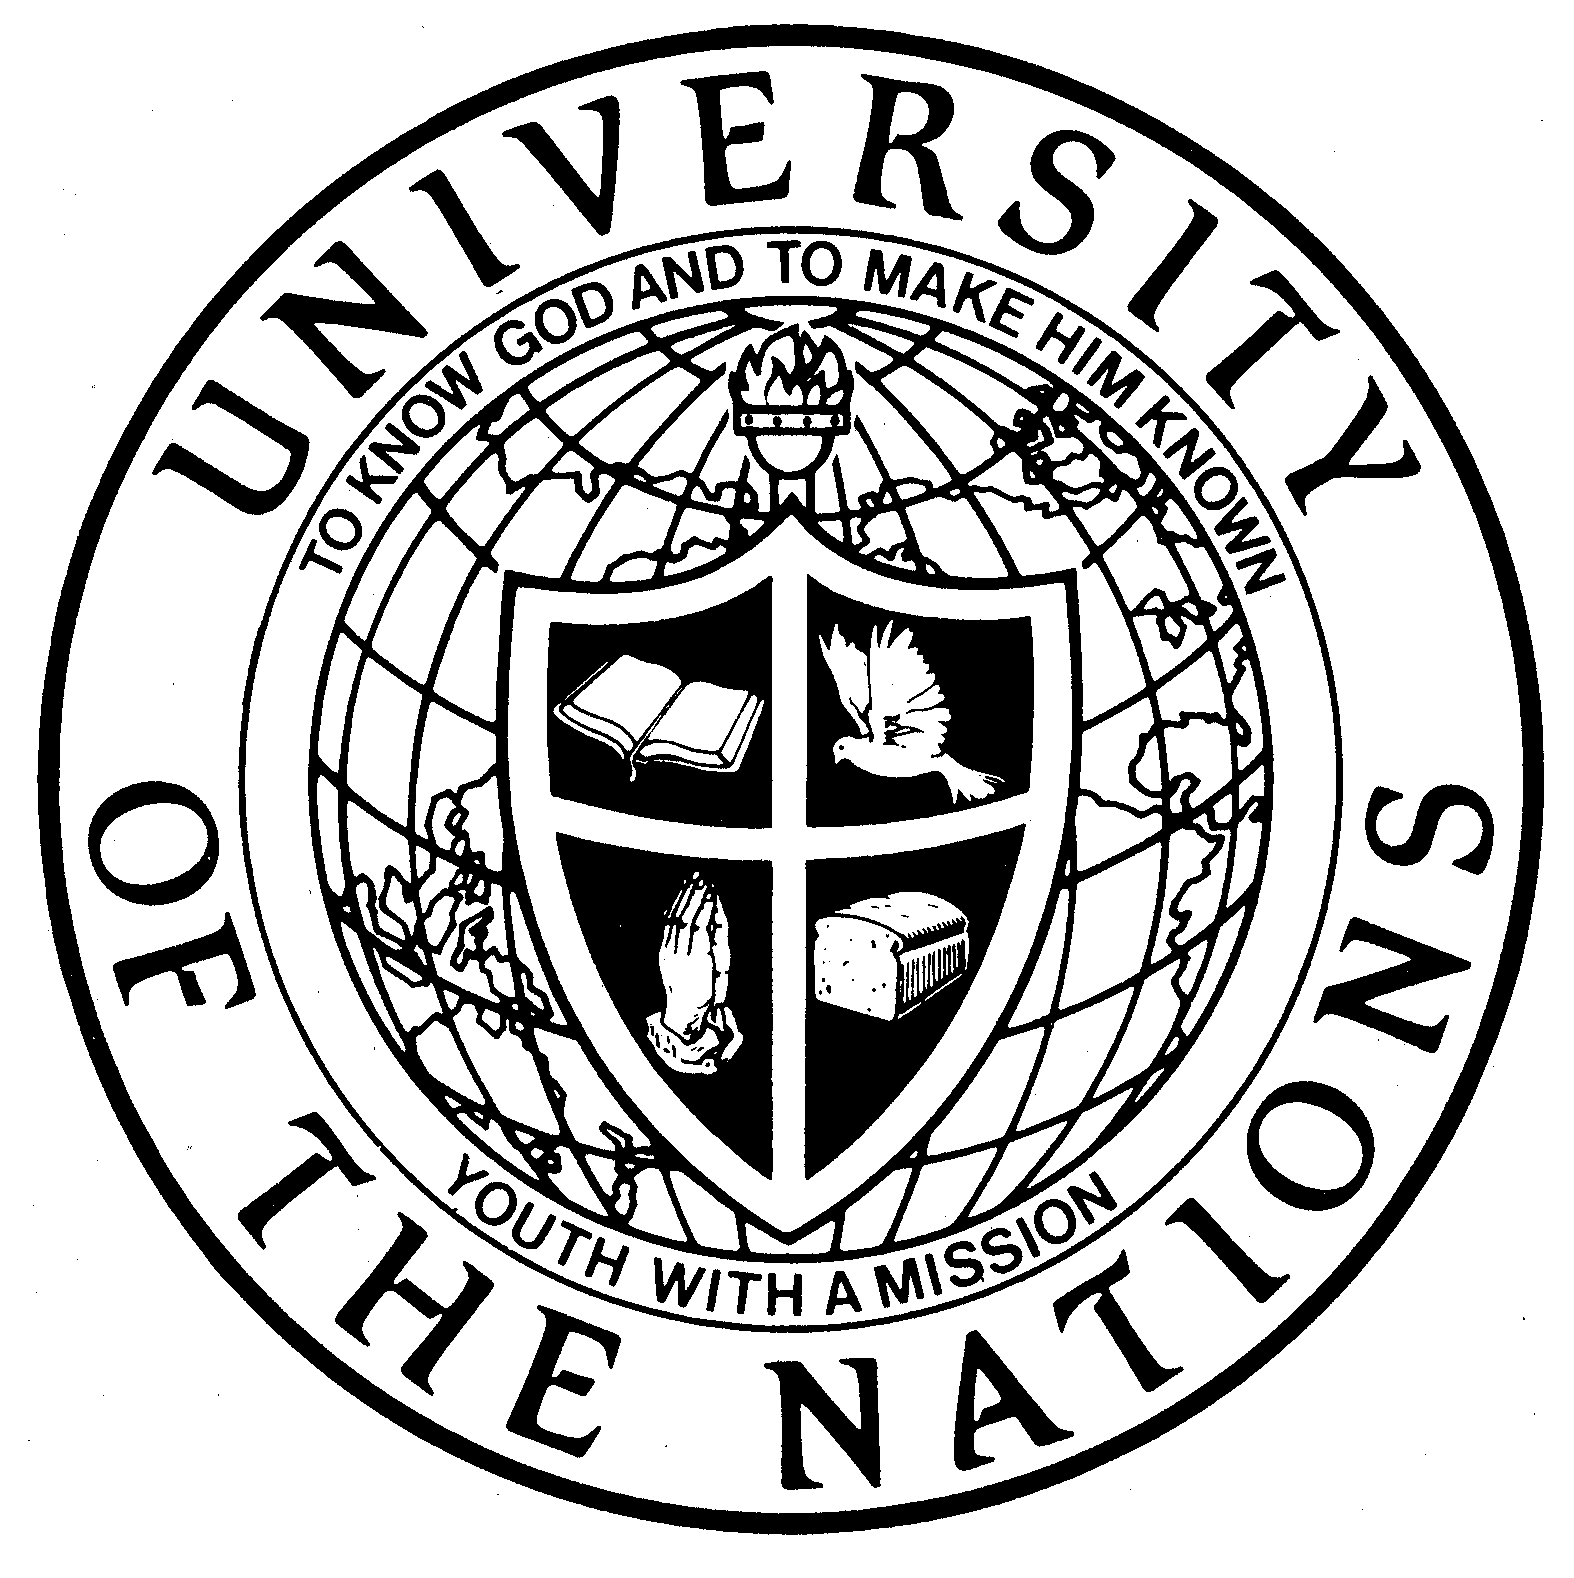 UNIVERSITY
OF THE NATIONS
TO KNOW GOD AND TO MAKE HIM KNOWN
YOUTH WITH A MISSION